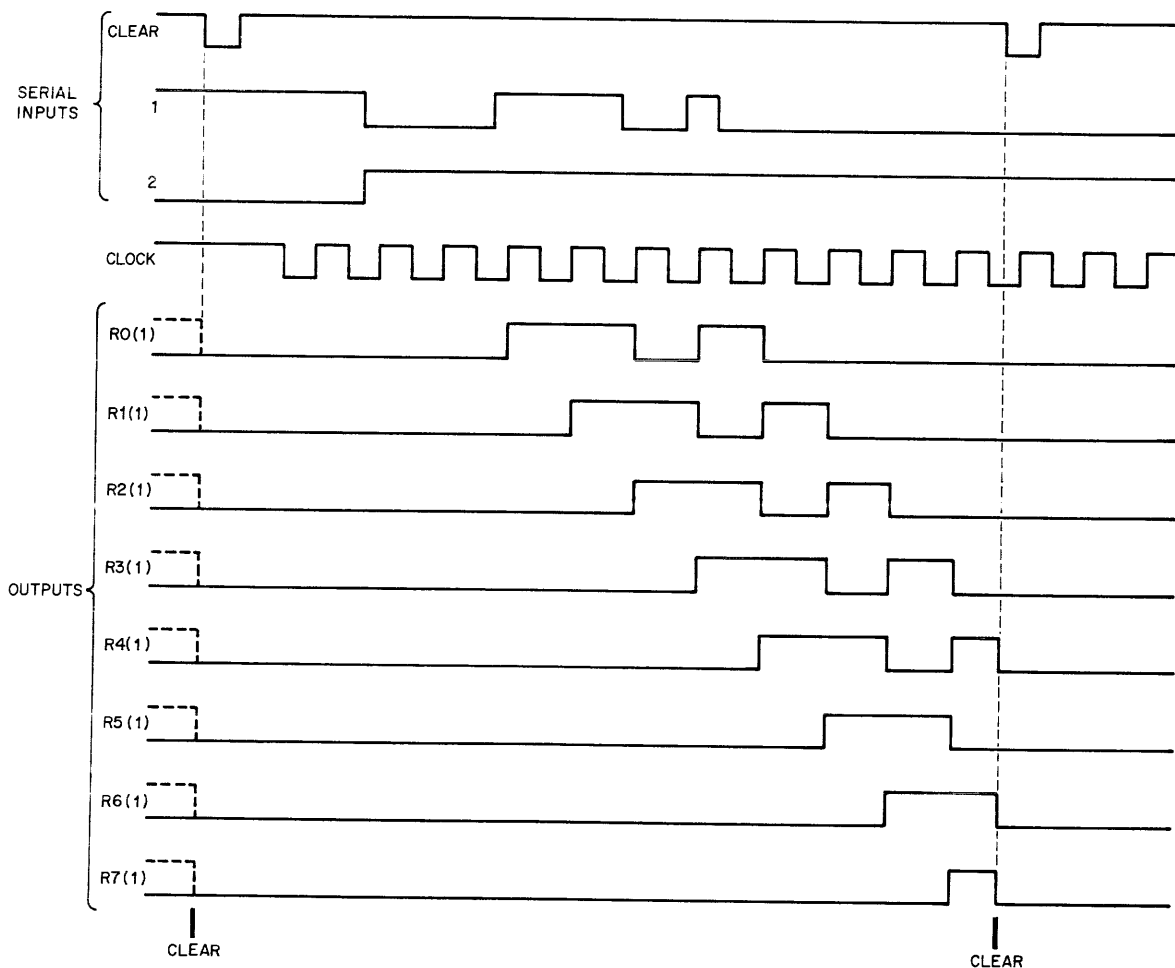 CLEAR
SERIAL
INPUTS
1
2
CLOCK
R0(1)
R1(1)
R2(1)
R3(1)
OUTPUTS
R4(1)
R5(1)
R6(1)
R7(1)
CLEAR
CLEAR